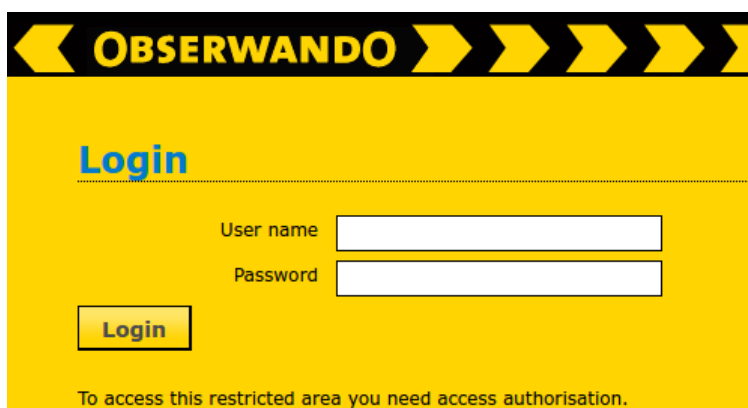 OBSERWANDO
Login
User name
Password
Login
To access this restricted area you need access authorisation.